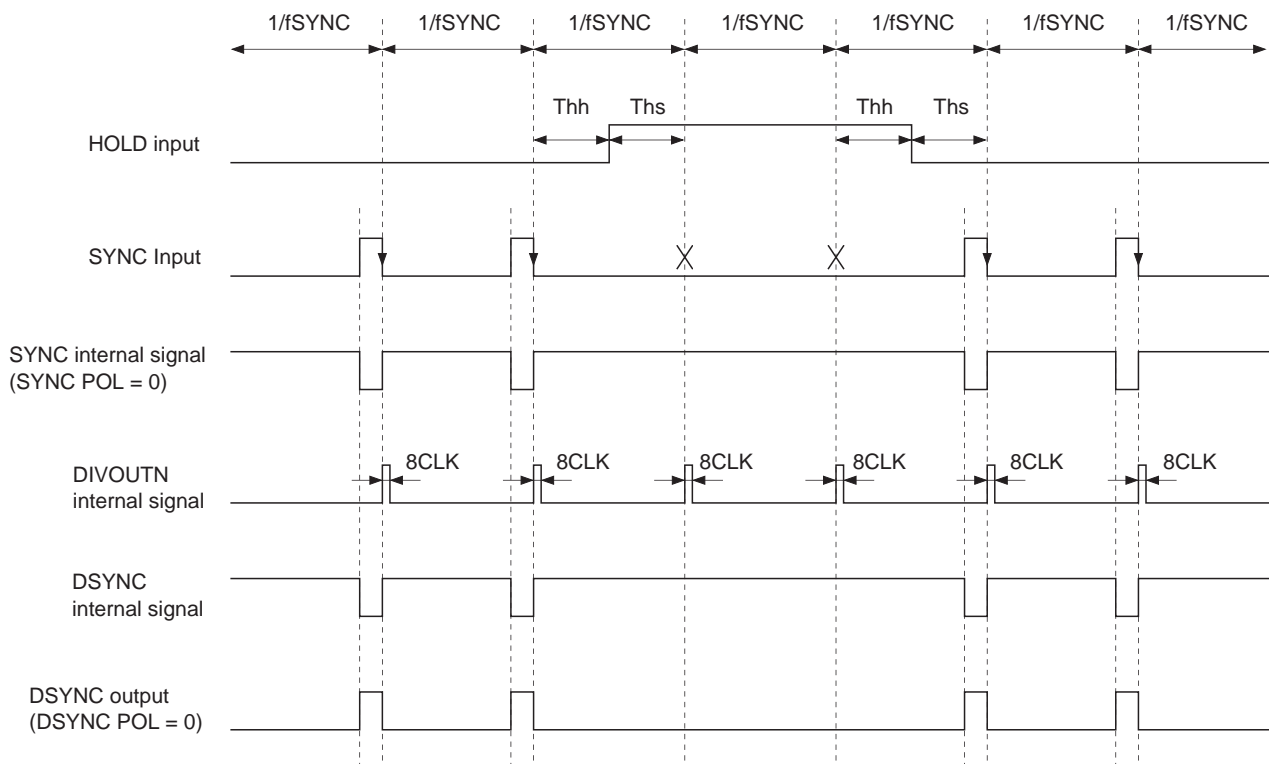 1/fSYNC 1/fSYNC 1/fSYNC 1/fSYNC 1/fSYNC 1/fSYNC 1/fSYNC
Thh Ths Thh Ths
HOLD input
SYNC Input
SYNC internal signal
(SYNC POL = 0)
8CLK 8CLK 8CLK 8CLK 8CLK 8CLK
DIVOUTN
internal signal
DSYNC
internal signal
DSYNC output
(DSYNC POL = 0)